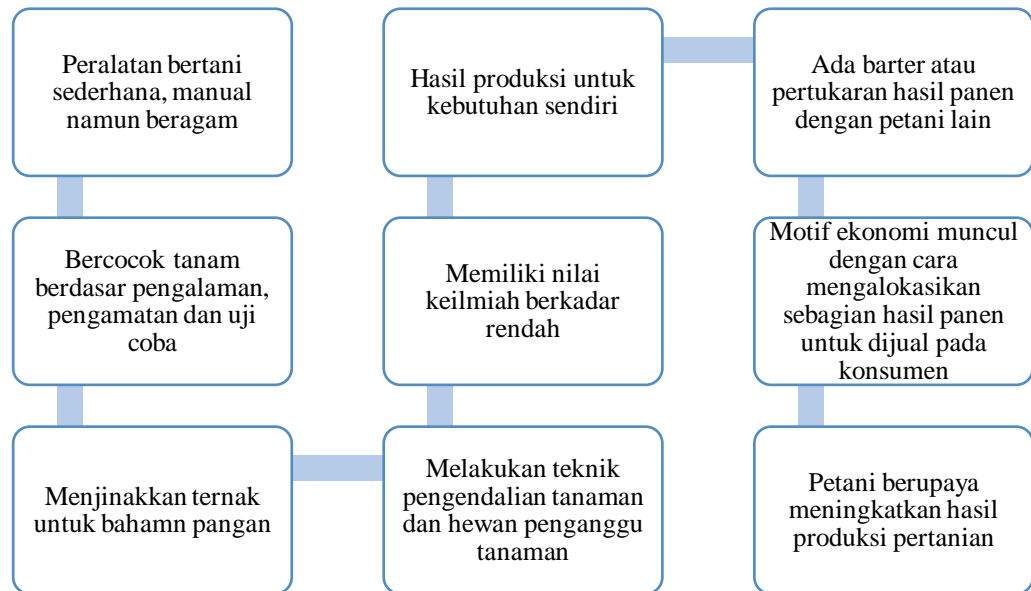 Peralatan bertani
sederhana, manual
namun beragam
Bercocok tanam
berdasar pengalaman,
pengamatan dan uji
coba
Menjinakkan ternak
untuk bahamn pangan
Melakukan teknik
pengendalian tanaman
dan hewan penganggu
tanaman
Memiliki nilai
keilmiah berkadar
rendah
Hasil produksi untuk
kebutuhan sendiri
Ada barter atau
pertukaran hasil panen
dengan petani lain
Motif ekonomi muncul
dengan cara
mengalokasikan
sebagian hasil panen
untuk dijual pada
konsumen
Petani berupaya
meningkatkan hasil
produksi pertanian